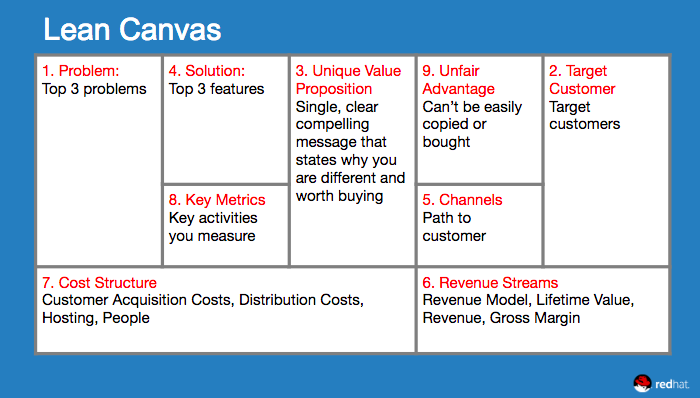 Lean Canvas
1. Problem:
Top 3 problems
4. Solution:
Top 3 features
8. Key Metrics
Key activities
you measure
3. Unique Value
Proposition
Single, clear
compelling
message that
states why you
are different and
worth buying
9. Unfair
Advantage
Can't be easily
copied or
bought
5. Channels
Path to
customer
2. Target
Customer
Target
customers
7. Cost Structure
Customer Acquisition Costs, Distribution Costs,
Hosting, People
6. Revenue Streams
Revenue Model, Lifetime Value,
Revenue, Gross Margin
redhat.